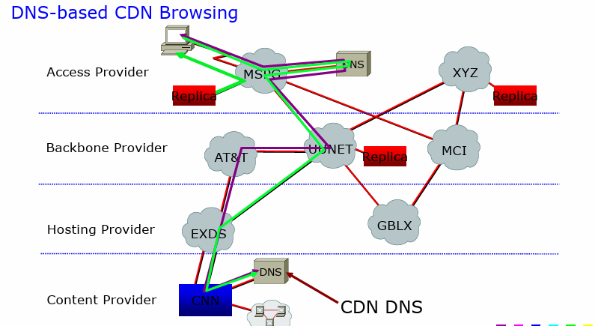 DNS-based CDN Browsing
Access Provider
MSPG
DNS
XYZ
Replica
Replica
Backbone Provider
AT&T
UUNET
Replica
MCI
Hosting Provider
EXDS
GBLX
Content Provider
CNN
DNS
CDN DNS